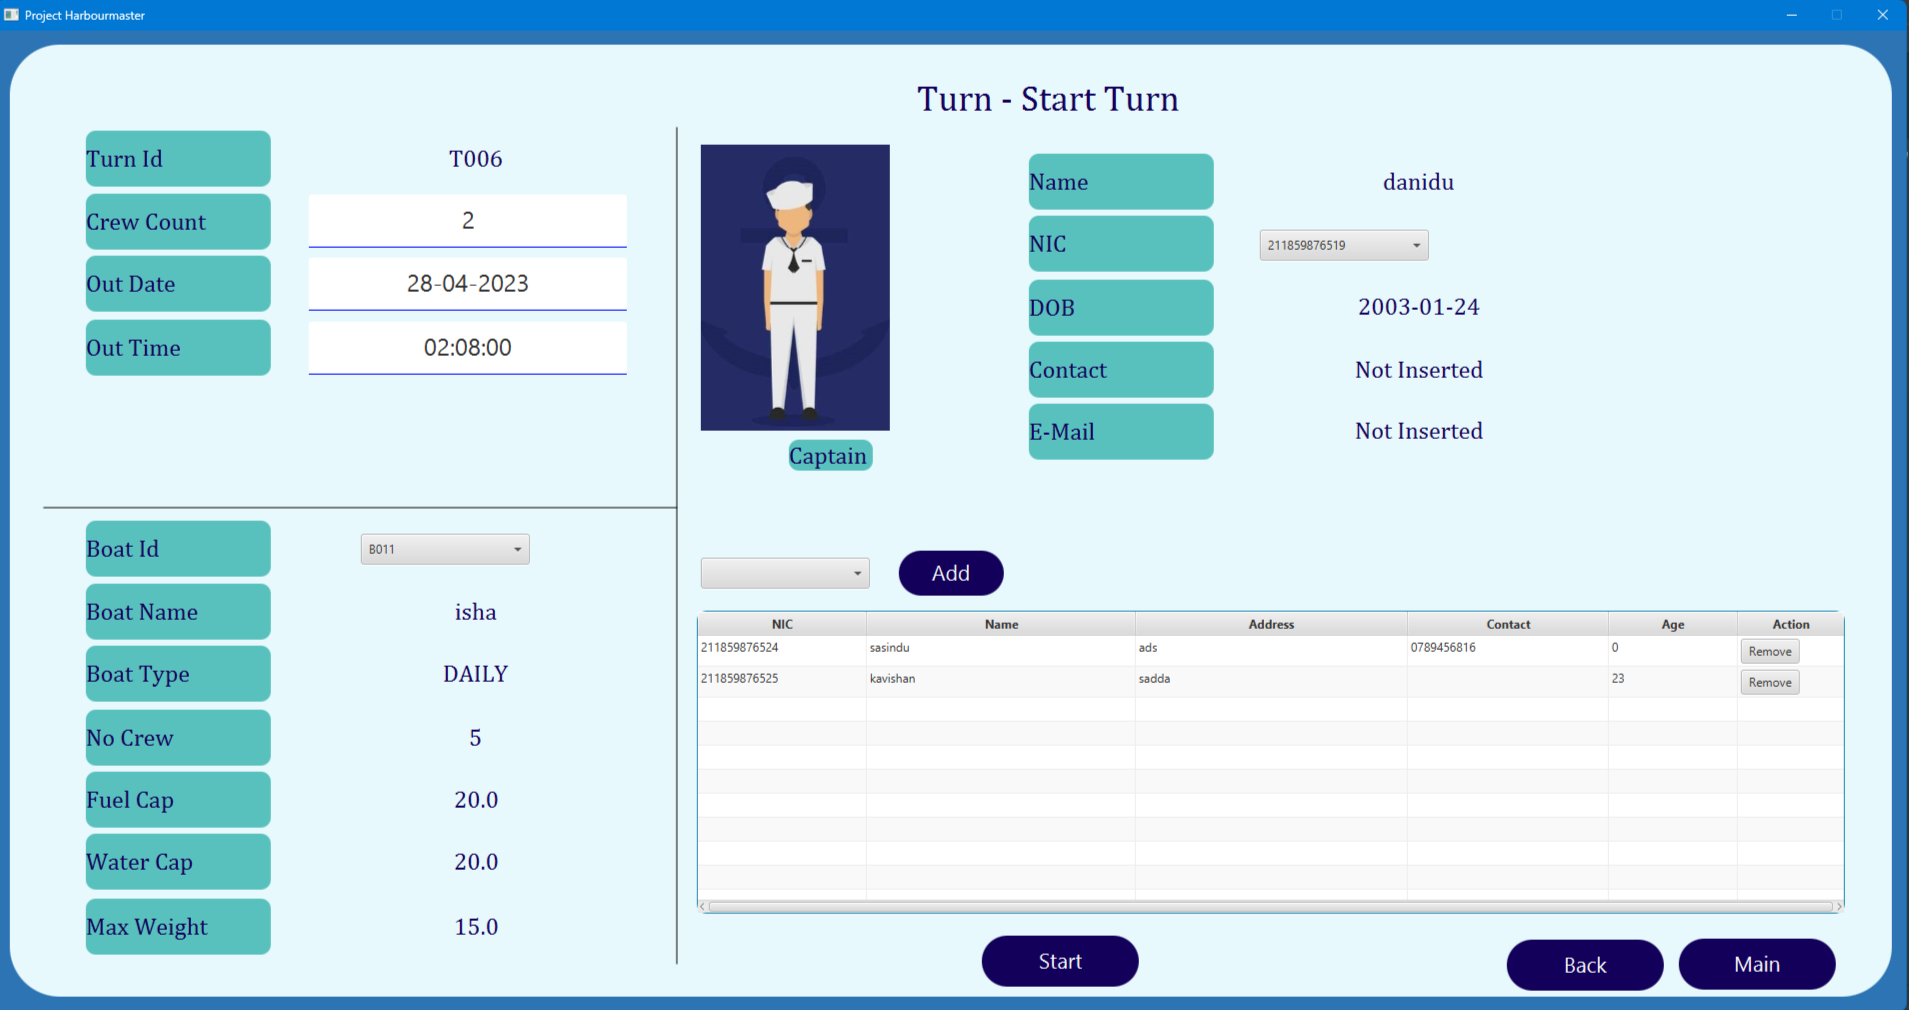 Project Harbourmaster
Turn - Start Turn
Turn Id T006
Crew Count 2
Out Date 28-04-2023
Out Time 02:08:00
Name danidu
NIC 211859876519
DOB 2003-01-24
Contact Not Inserted
E-Mail Not Inserted
Captain
Boat Id B011
Boat Name isha
Boat Type DAILY
No Crew 5
Fuel Cap 20.0
Water Cap 20.0
Max Weight 15.0
Add
NIC Name Address Contact Age Action
211859876524 sasindu ads 0789456816 0 Remove
211859876525 kavishan sadda 23 Remove
Start Back Main